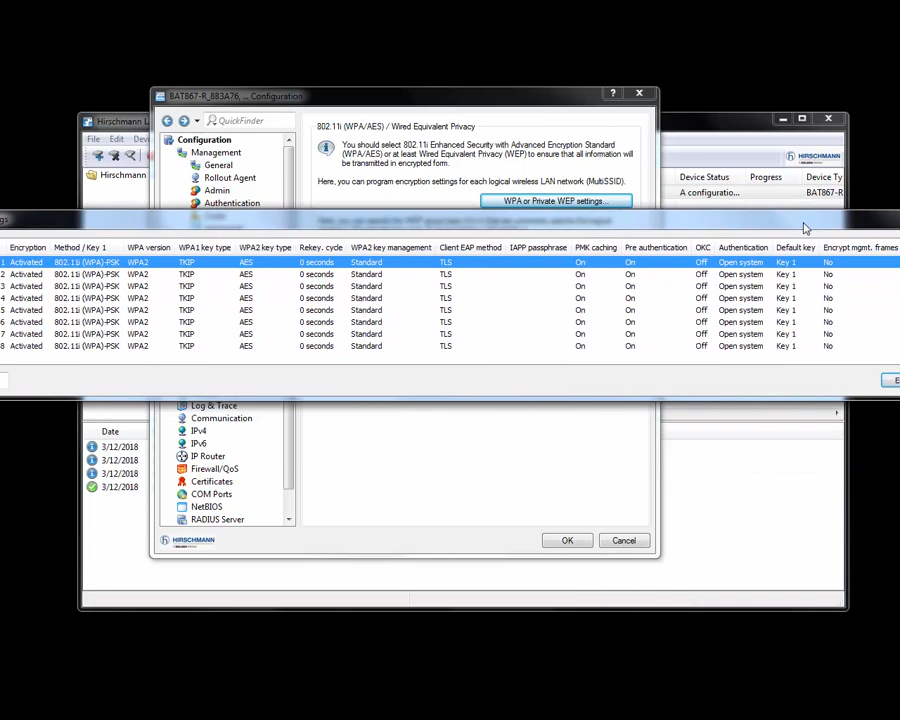 BAT867-R_883A76, ... Configuration
Hirschmann L
File Edit Dev
QuickFinder
Hirschmann
Configuration
Management
General
Rollout Agent
Admin
Authentication
802.11i (WPA/AES) / Wired Equivalent Privacy
You should select 802.11i Enhanced Security with Advanced Encryption Standard
(WPA/AES) or at least Wired Equivalent Privacy (WEP) to ensure that all information will be
transmitted in encrypted form.
Here, you can program encryption settings for each logical wireless LAN network (MultiSSID).
WPA or Private WEP settings...
HIRSCHMANN
Device Status Progress Device Ty
A configuratio... BAT867-R
gs
Encryption Method / Key 1 WPA version WPA1 key type WPA2 key type Rekey. cycle WPA2 key management Client EAP method IAPP passphrase PMK caching Pre authentication OKC Authentication Default key Encrypt mgmt. frames
1 Activated 802.11i (WPA)-PSK WPA2 TKIP AES 0 seconds Standard TLS On On Off Open system Key 1 No
2 Activated 802.11i (WPA)-PSK WPA2 TKIP AES 0 seconds Standard TLS On On Off Open system Key 1 No
3 Activated 802.11i (WPA)-PSK WPA2 TKIP AES 0 seconds Standard TLS On On Off Open system Key 1 No
4 Activated 802.11i (WPA)-PSK WPA2 TKIP AES 0 seconds Standard TLS On On Off Open system Key 1 No
5 Activated 802.11i (WPA)-PSK WPA2 TKIP AES 0 seconds Standard TLS On On Off Open system Key 1 No
6 Activated 802.11i (WPA)-PSK WPA2 TKIP AES 0 seconds Standard TLS On On Off Open system Key 1 No
7 Activated 802.11i (WPA)-PSK WPA2 TKIP AES 0 seconds Standard TLS On On Off Open system Key 1 No
8 Activated 802.11i (WPA)-PSK WPA2 TKIP AES 0 seconds Standard TLS On On Off Open system Key 1 No
Log & Trace
Communication
IPv4
IPv6
IP Router
Firewall/QoS
Certificates
COM Ports
NetBIOS
RADIUS Server
Date
3/12/2018
3/12/2018
3/12/2018
3/12/2018
HIRSCHMANN
OK
Cancel